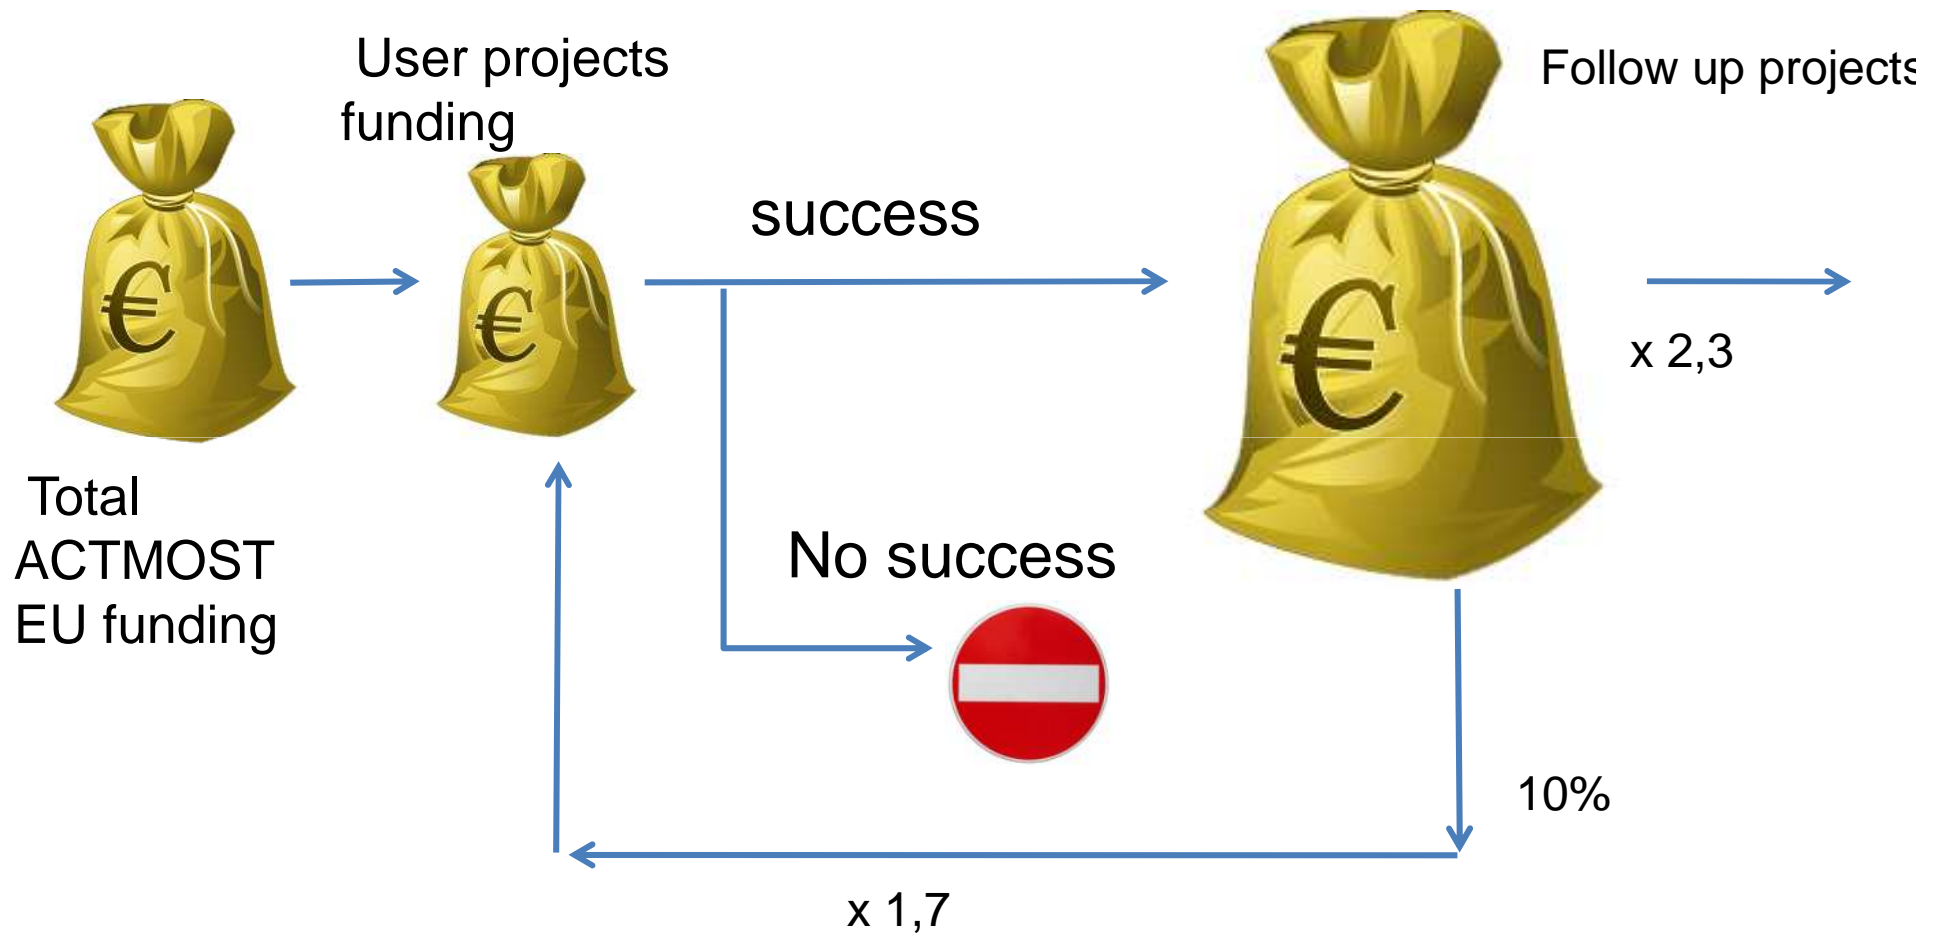 User projects
funding
Follow up projects
success
€
€
€
x 2,3
Total
ACTMOST
EU funding
No success
10%
x 1,7